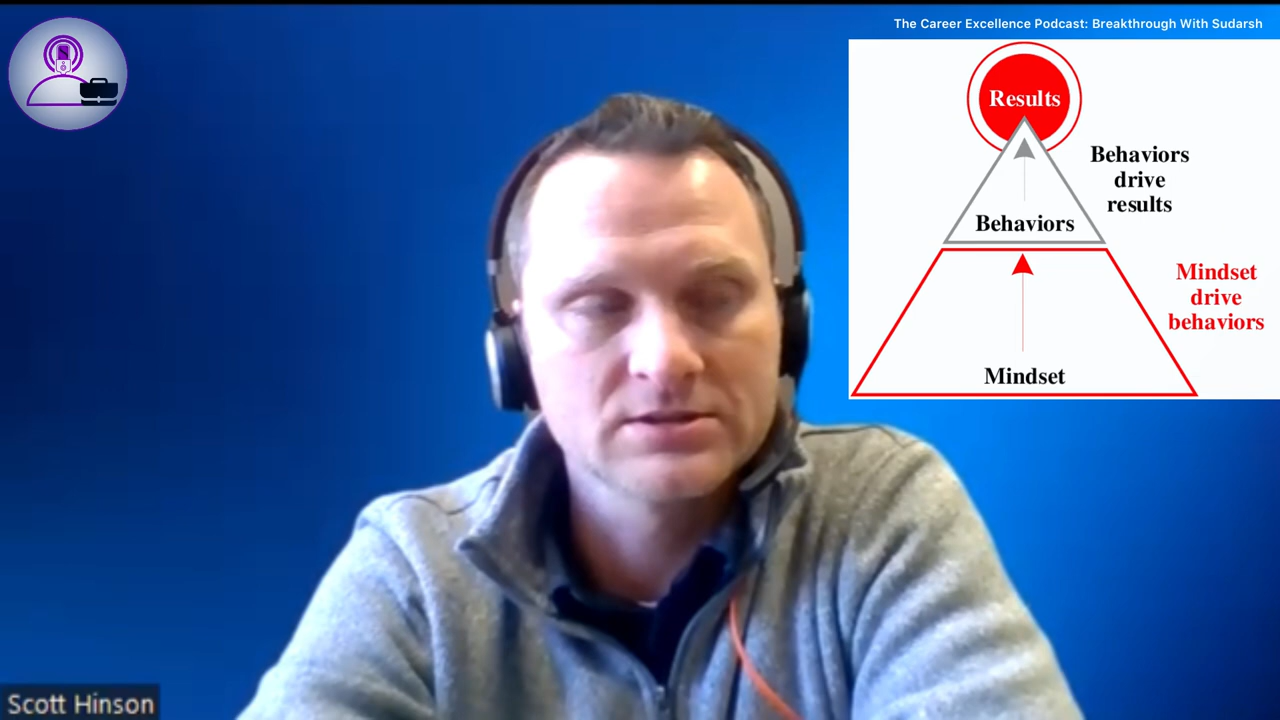 The Career Excellence Podcast: Breakthrough With Sudarsh
Results
Behaviors
drive
results
Behaviors
Mindset
drive
behaviors
Mindset
Scott Hinson